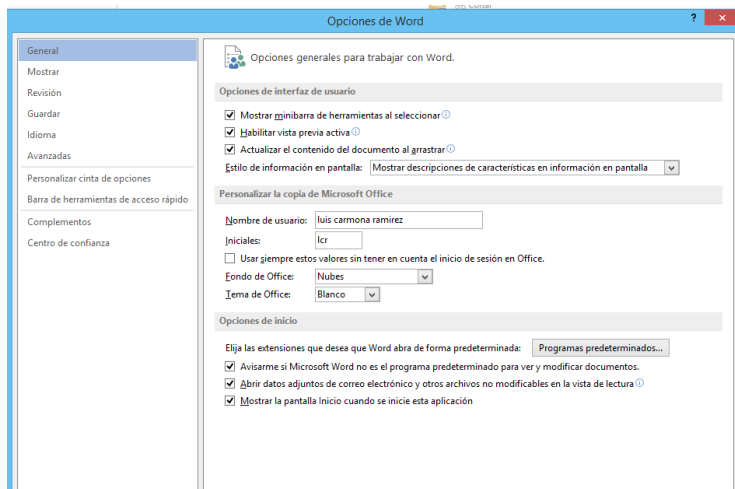 Opciones de Word
?
General
Mostrar
Revisión
Guardar
Idioma
Avanzadas
Personalizar cinta de opciones
Barra de herramientas de acceso rápido
Complementos
Centro de confianza
Opciones generales para trabajar con Word.
Opciones de interfaz de usuario
Mostrar minibarra de herramientas al seleccionar
Habilitar vista previa activa
Actualizar el contenido del documento al arrastrar
Estilo de información en pantalla: Mostrar descripciones de características en información en pantalla
Personalizar la copia de Microsoft Office
Nombre de usuario: luis carmona ramirez
Iniciales: lcr
Usar siempre estos valores sin tener en cuenta el inicio de sesión en Office.
Fondo de Office: Nubes
Tema de Office: Blanco
Opciones de inicio
Elija las extensiones que desea que Word abra de forma predeterminada: Programas predeterminados...
Avisarme si Microsoft Word no es el programa predeterminado para ver y modificar documentos.
Abrir datos adjuntos de correo electrónico y otros archivos no modificables en la vista de lectura
Mostrar la pantalla Inicio cuando se inicie esta aplicación